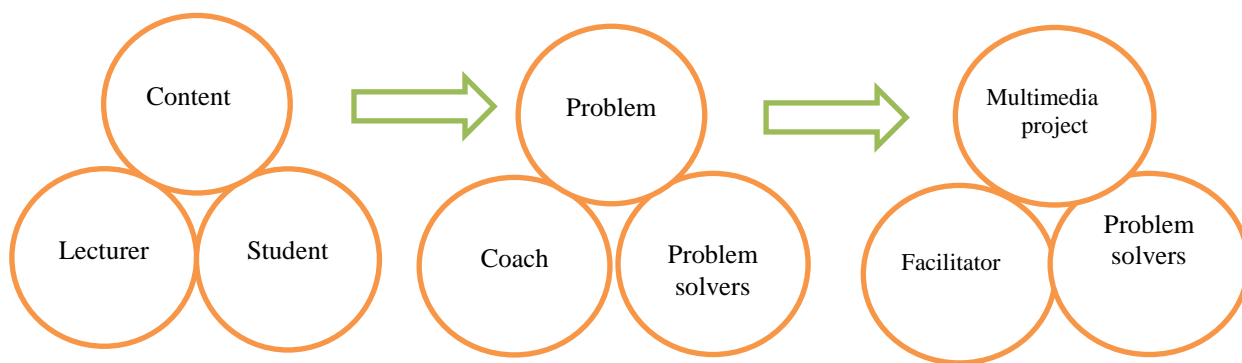 Content
Lecturer
Student
Problem
Coach
Problem
solvers
Multimedia
project
Facilitator
Problem
solvers